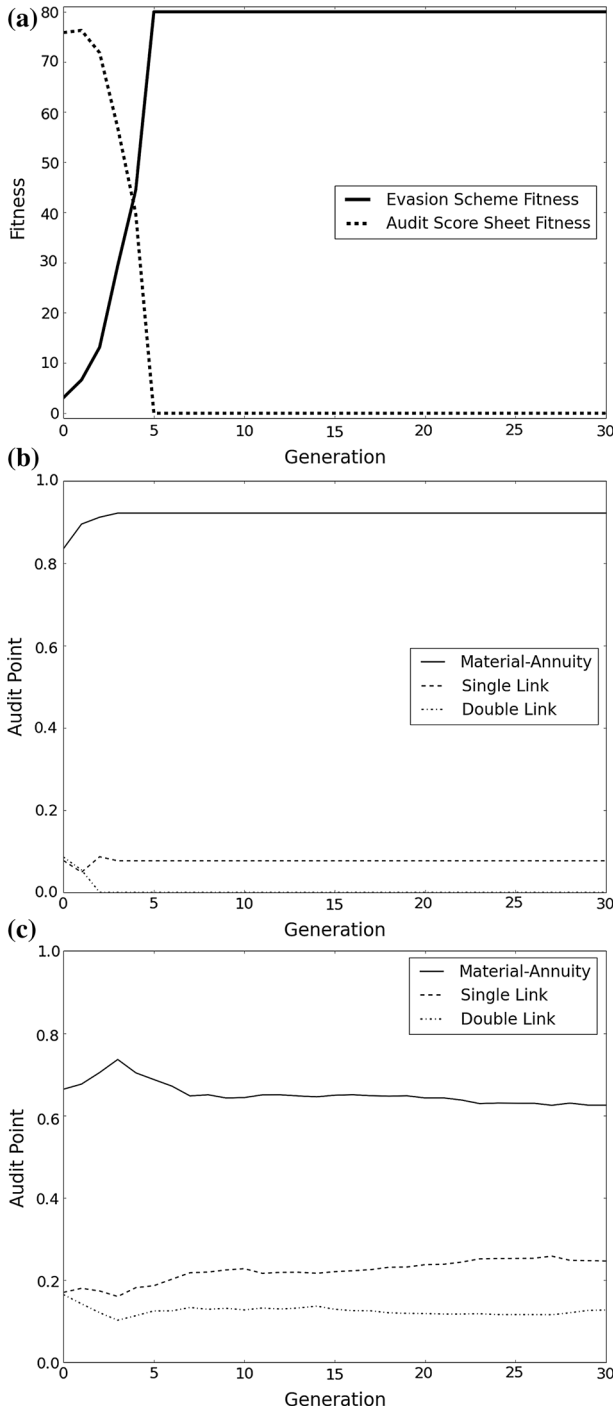 (a)
80
70
60
50
40
30
20
10
0
Fitness
Evasion Scheme Fitness
Audit Score Sheet Fitness
0 5 10 15 20 25 30
Generation
(b)
1.0
0.8
0.6
0.4
0.2
0.0
Audit Point
Material-Annuity
Single Link
Double Link
0 5 10 15 20 25 30
Generation
(c)
1.0
0.8
0.6
0.4
0.2
0.0
Audit Point
Material-Annuity
Single Link
Double Link
0 5 10 15 20 25 30
Generation